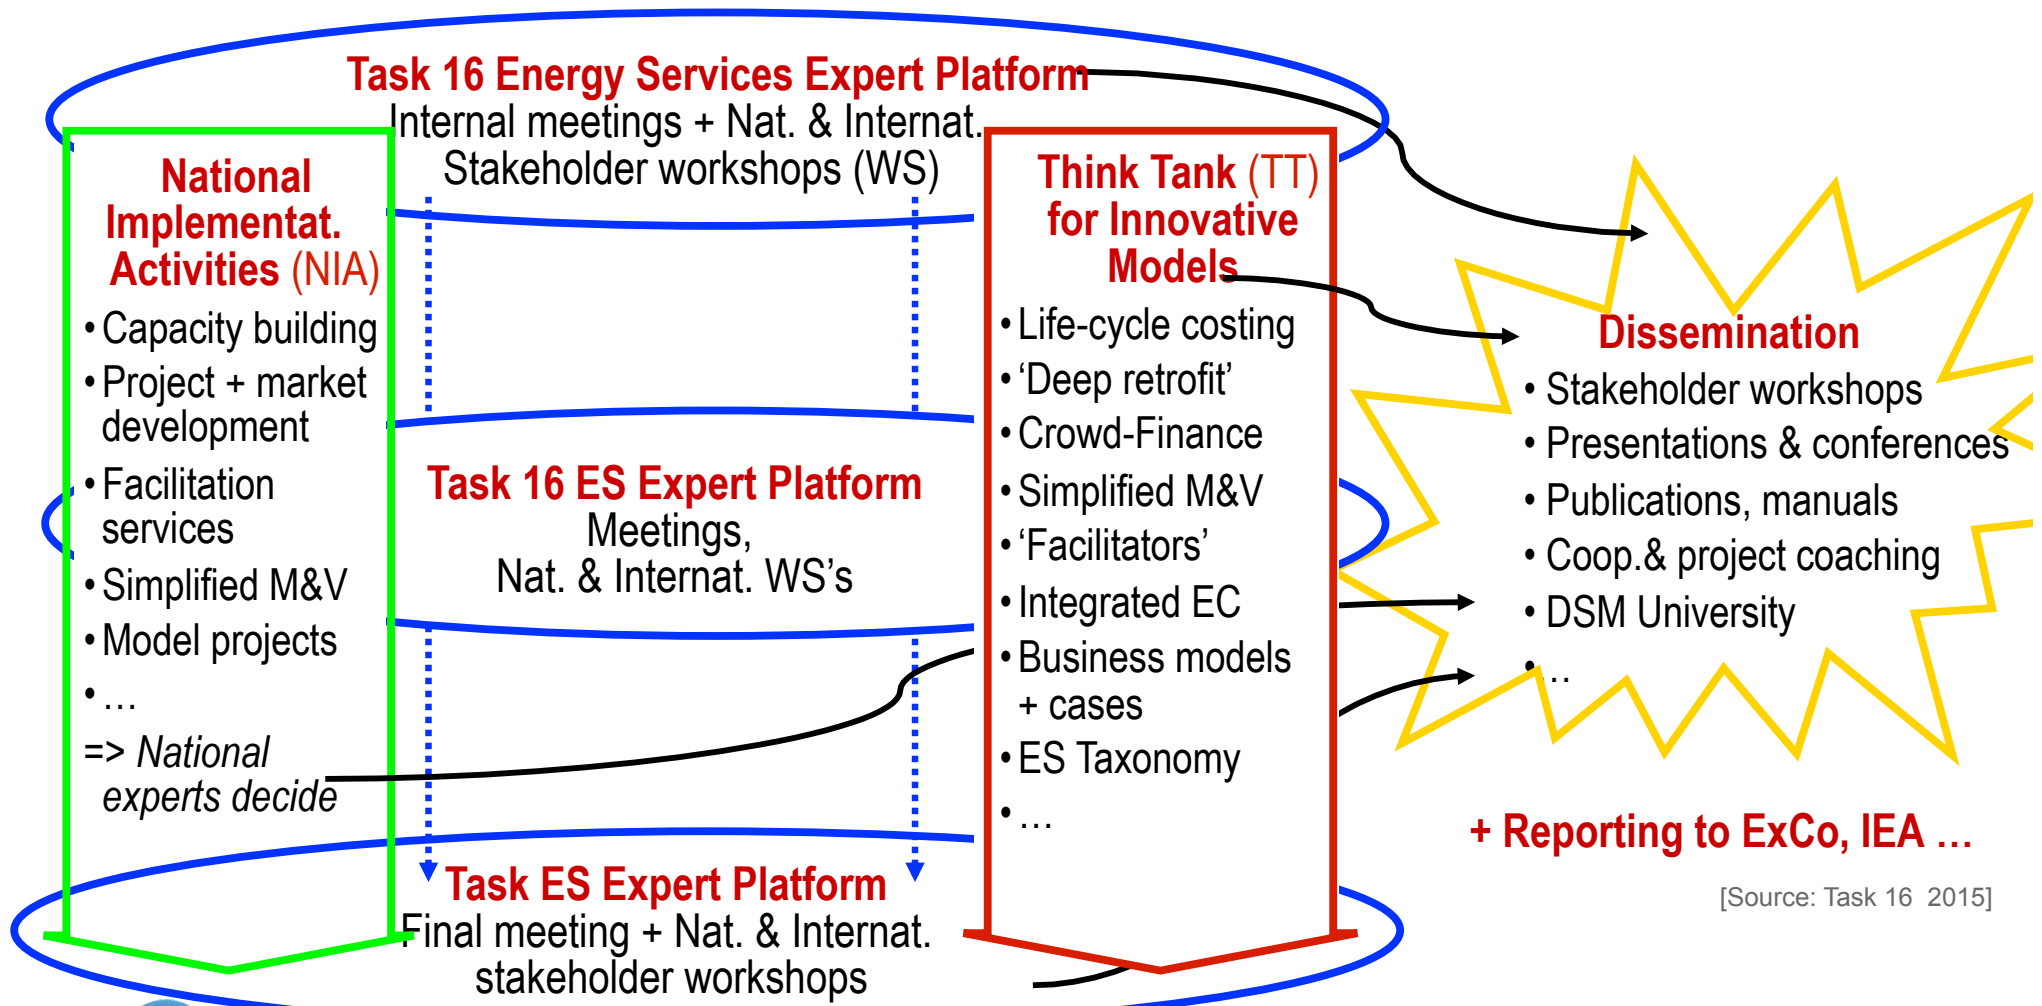 Task 16 Energy Services Expert Platform
Internal meetings + Nat. & Internat.
Stakeholder workshops (WS)
National
Implementat.
Activities (NIA)
• Capacity building
• Project + market
development
• Facilitation
services
• Simplified M&V
• Model projects
• …
=> National
experts decide
Task 16 ES Expert Platform
Meetings,
Nat. & Internat. WS’s
Task ES Expert Platform
Final meeting + Nat. & Internat.
stakeholder workshops
Think Tank (TT)
for Innovative
Models
• Life-cycle costing
• ‘Deep retrofit’
• Crowd-Finance
• Simplified M&V
• ‘Facilitators’
• Integrated EC
• Business models
+ cases
• ES Taxonomy
• …
Dissemination
• Stakeholder workshops
• Presentations & conferences
• Publications, manuals
• Coop.& project coaching
• DSM University
• …
+ Reporting to ExCo, IEA …
[Source: Task 16 2015]